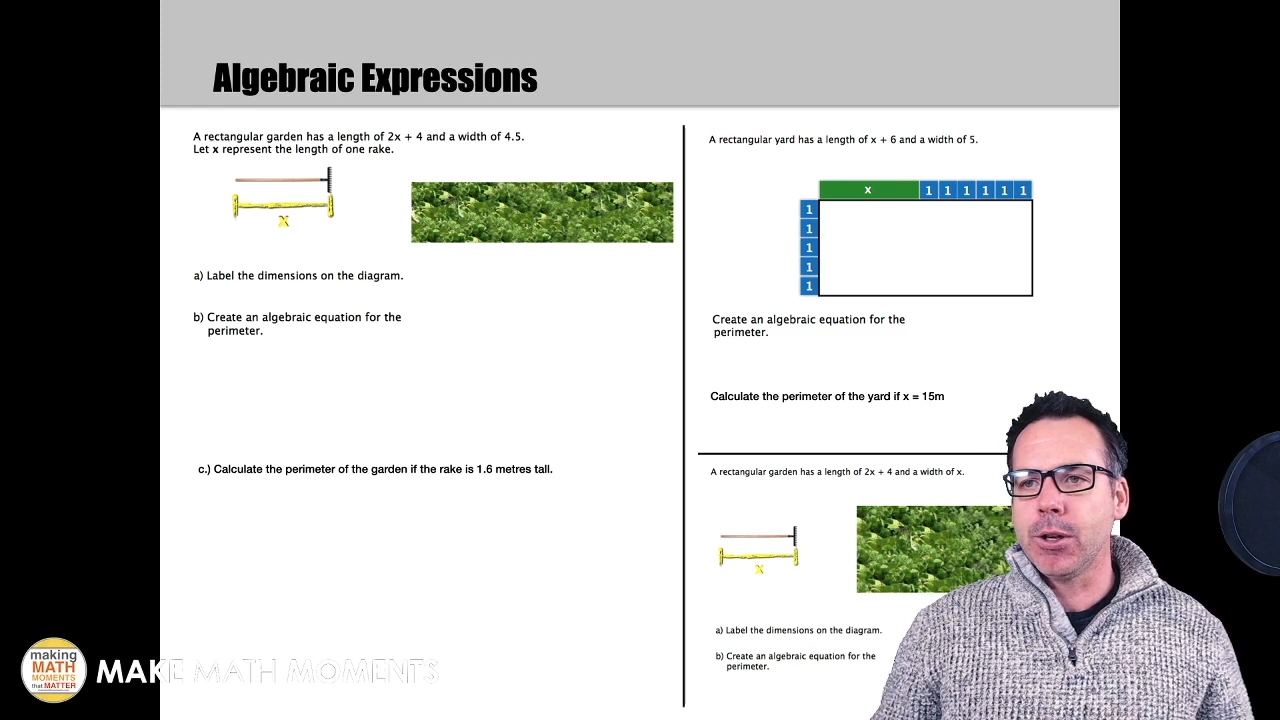 Algebraic Expressions
A rectangular garden has a length of 2x + 4 and a width of 4.5.
Let x represent the length of one rake.
x
a) Label the dimensions on the diagram.
b) Create an algebraic equation for the
perimeter.
c.) Calculate the perimeter of the garden if the rake is 1.6 metres tall.
A rectangular yard has a length of x + 6 and a width of 5.
x 1 1 1 1 1 1
1
1
1
1
1
Create an algebraic equation for the
perimeter.
Calculate the perimeter of the yard if x = 15m
A rectangular garden has a length of 2x + 4 and a width of x.
x
a) Label the dimensions on the diagram.
b) Create an algebraic equation for the
perimeter.
making
MATH
MOMENTS
that MATTER
MAKE MATH MOMENTS